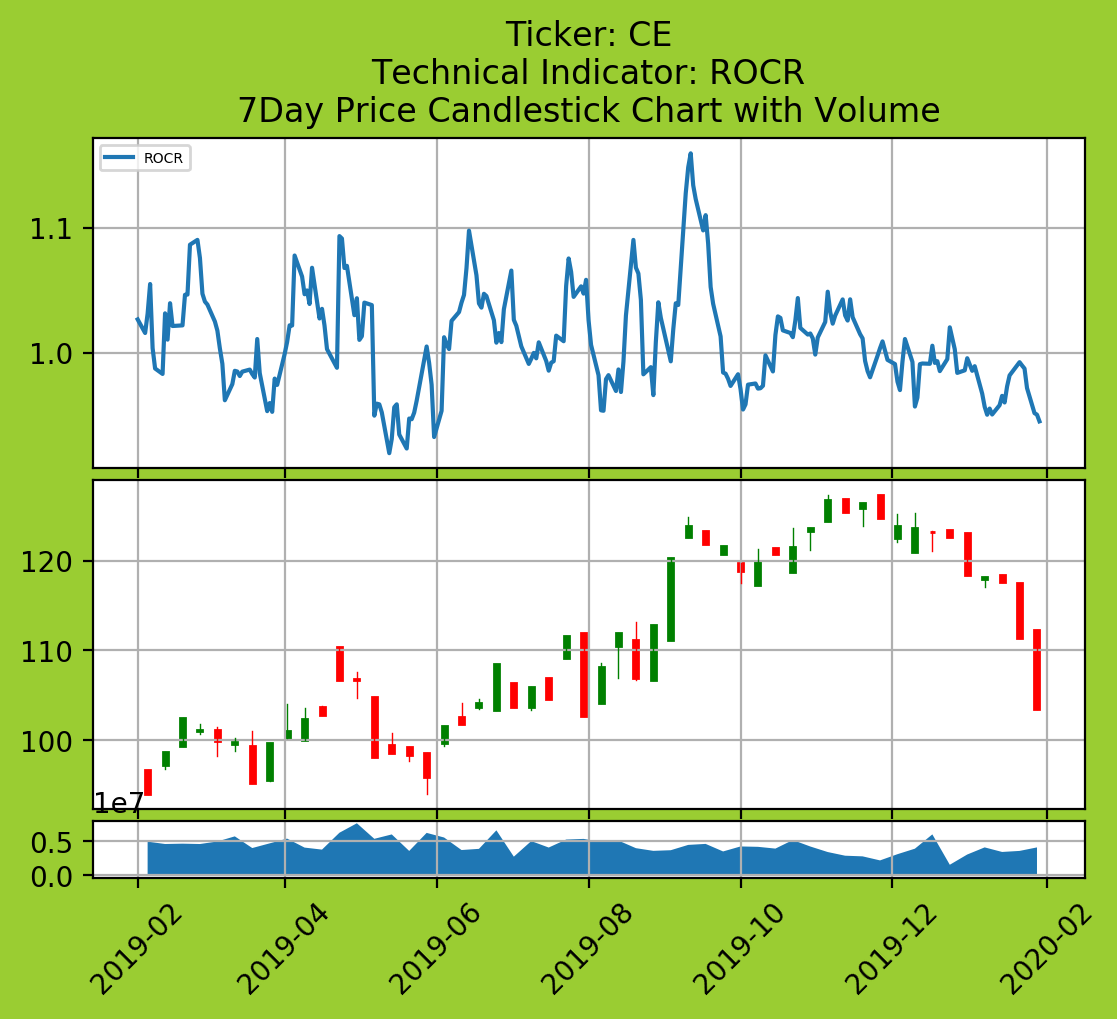 Ticker: CE
Technical Indicator: ROCR
7Day Price Candlestick Chart with Volume
ROCR
1.1
1.0
120
110
100
1e7
0.5
0.0
2019-02
2019-04
2019-06
2019-08
2019-10
2019-12
2020-02